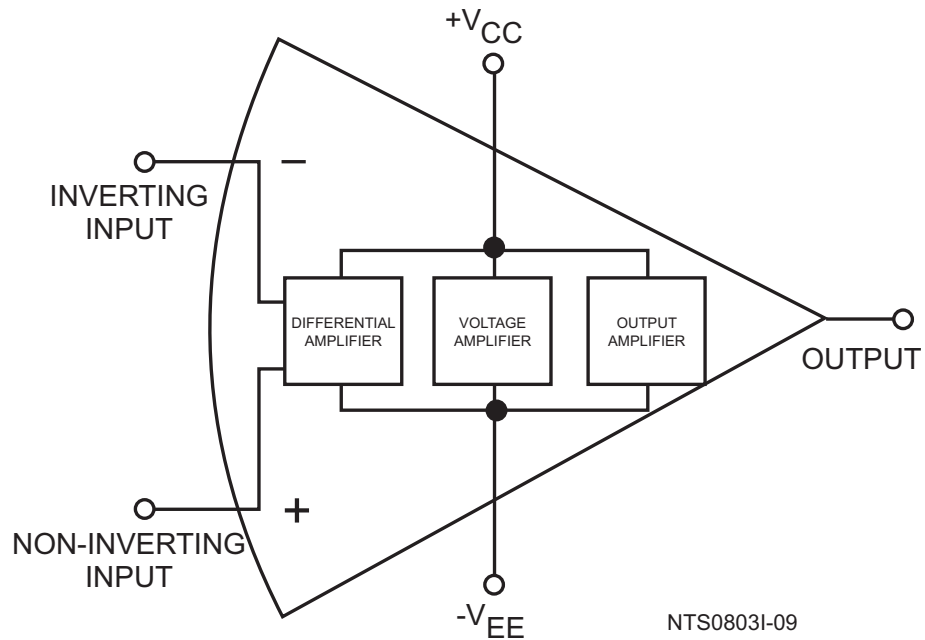 +VCC
−
INVERTING
INPUT
DIFFERENTIAL
AMPLIFIER
VOLTAGE
AMPLIFIER
OUTPUT
AMPLIFIER
OUTPUT
+
NON-INVERTING
INPUT
-VEE
NTS0803I-09